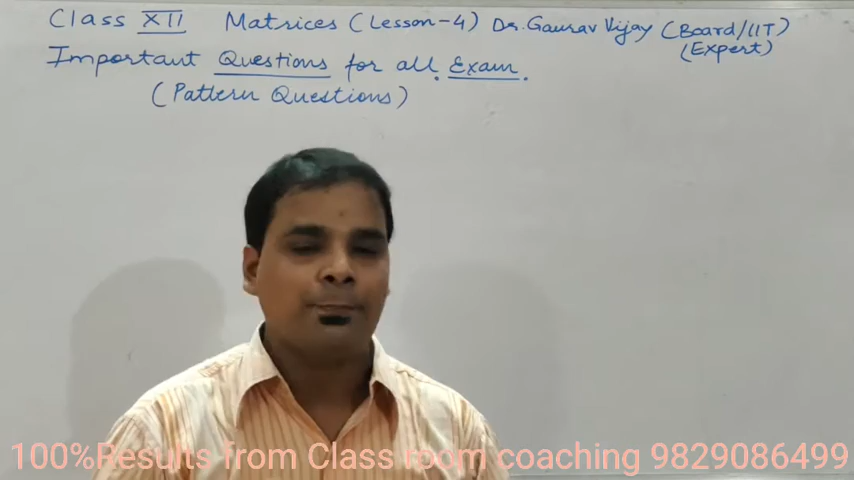 Class XII Matrices (Lesson-4) Dr. Gaurav Vijay (Board/IIT)
(Expert)
Important Questions for all Exam.
(Pattern Questions)
100% Results from Class room coaching 9829086499